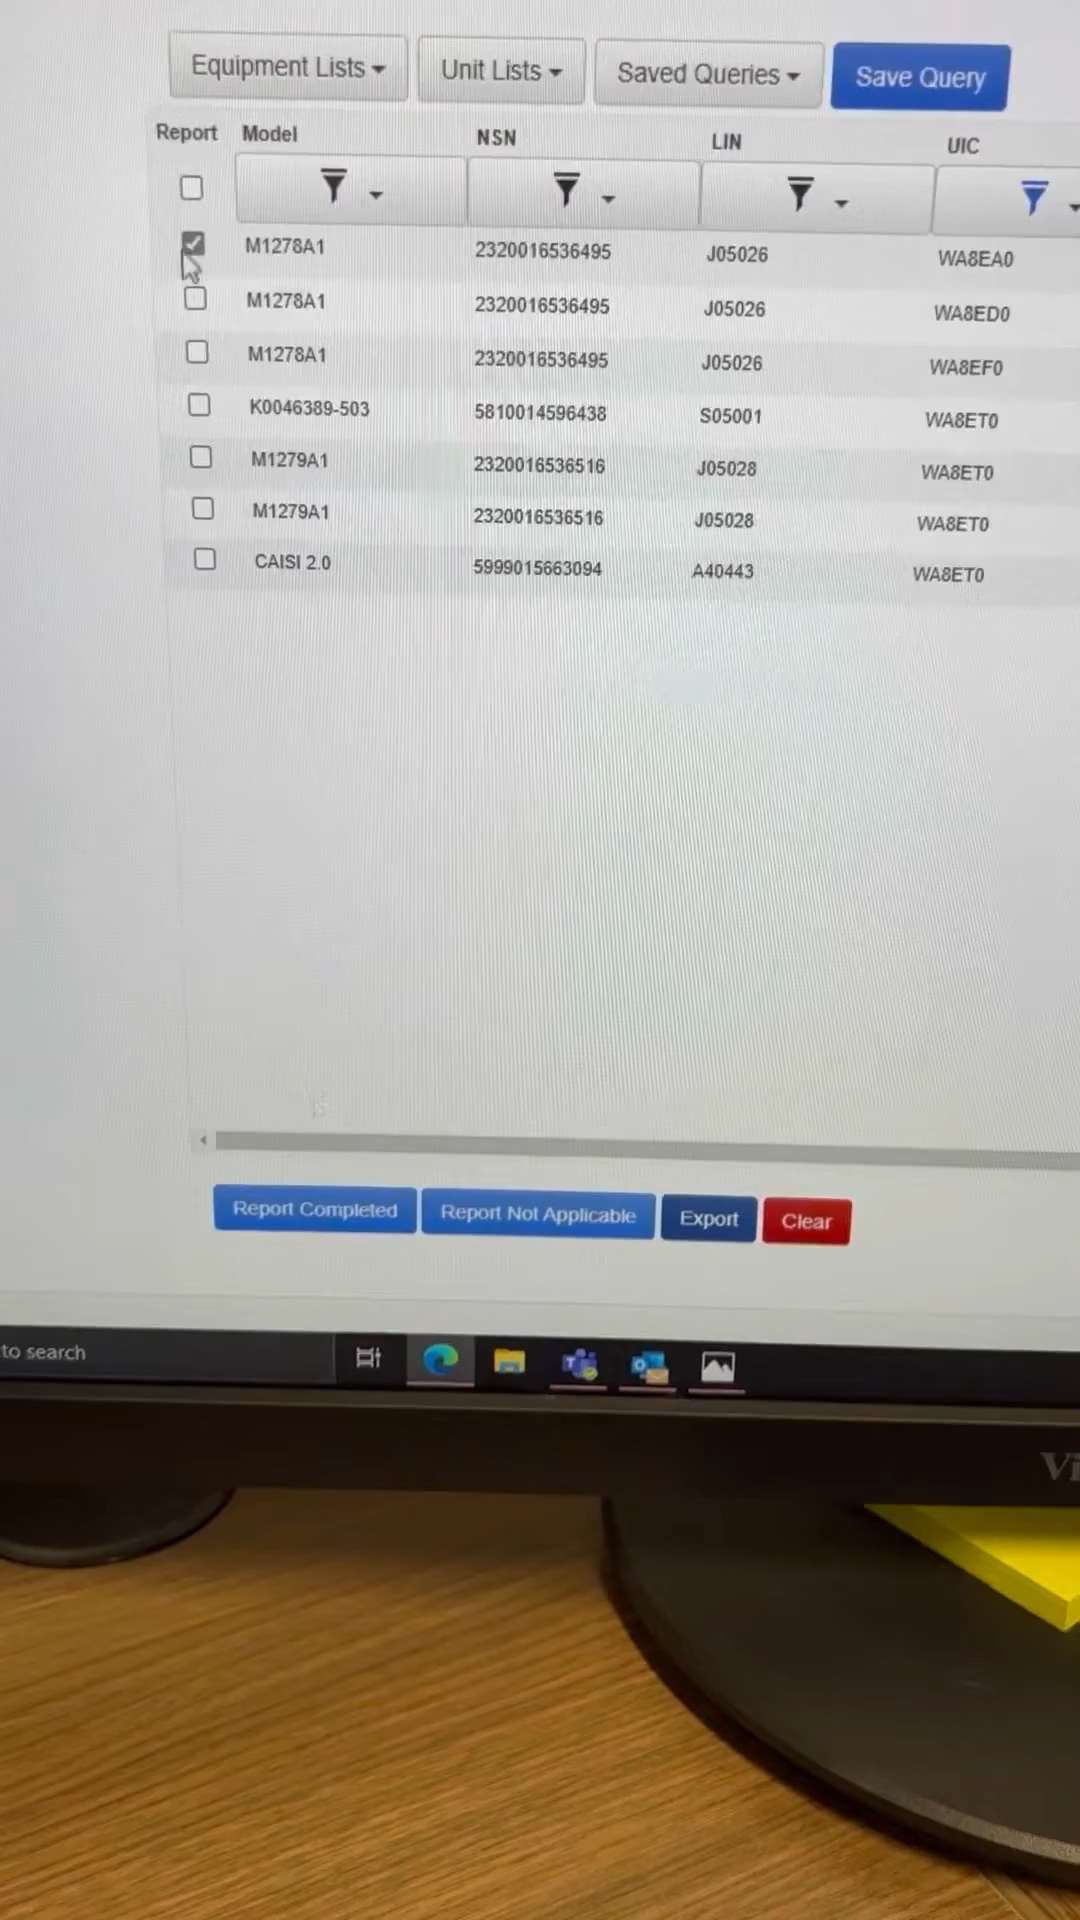 Equipment Lists Unit Lists Saved Queries Save Query
Report Model NSN LIN UIC
M1278A1 2320016536495 J05026 WA8EA0
M1278A1 2320016536495 J05026 WA8ED0
M1278A1 2320016536495 J05026 WA8EF0
K0046389-503 5810014596438 S05001 WA8ET0
M1279A1 2320016536516 J05028 WA8ET0
M1279A1 2320016536516 J05028 WA8ET0
CAISI 2.0 5999015663094 A40443 WA8ET0
Report Completed Report Not Applicable Export Clear
to search
Vi